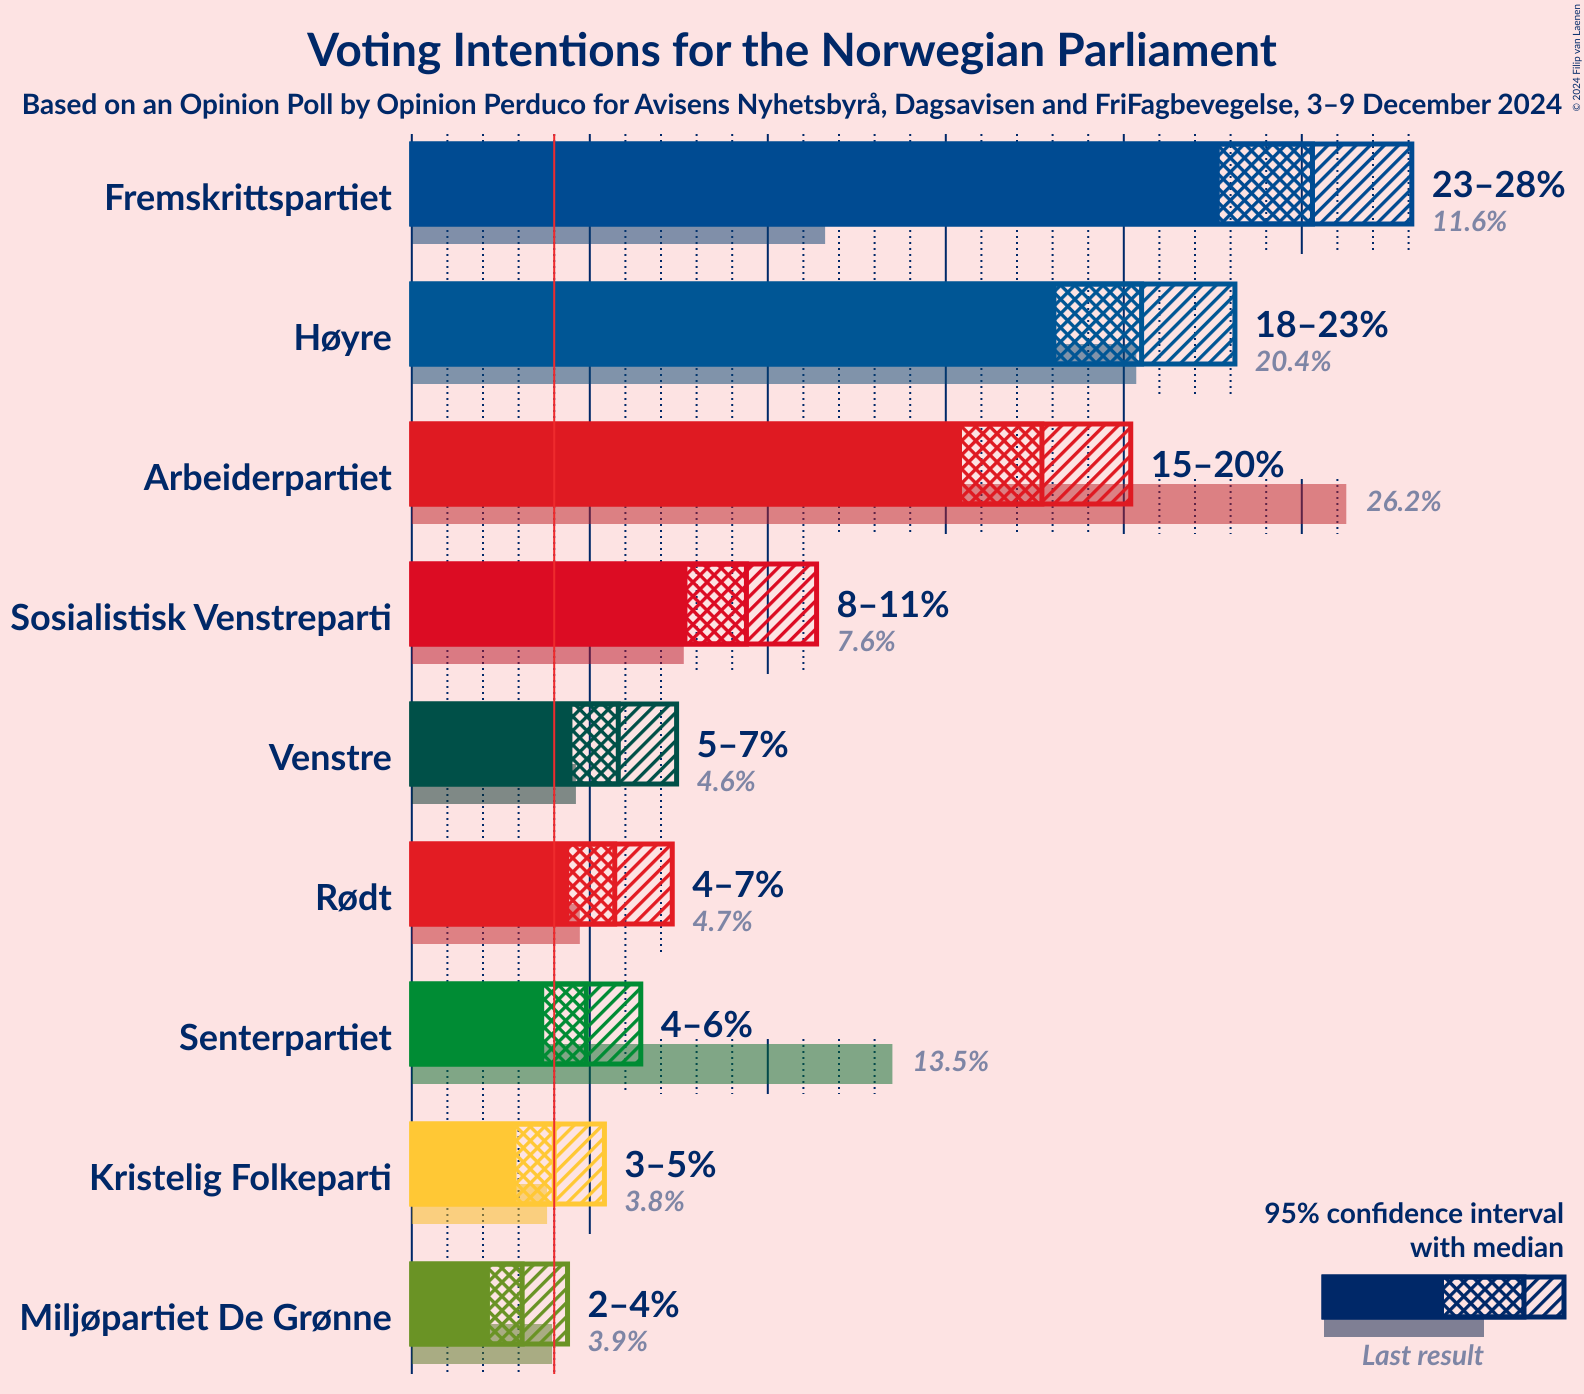 Voting Intentions for the Norwegian Parliament
Based on an Opinion Poll by Opinion Perduco for Avisens Nyhetsbyrå, Dagsavisen and FriFagbevegelse, 3–9 December 2024
© 2024 Filip van Laenen
Fremskrittspartiet
23–28%
11.6%
Høyre
18–23%
20.4%
Arbeiderpartiet
15–20%
26.2%
Sosialistisk Venstreparti
8–11%
7.6%
Venstre
5–7%
4.6%
Rødt
4–7%
4.7%
Senterpartiet
4–6%
13.5%
Kristelig Folkeparti
3–5%
3.8%
Miljøpartiet De Grønne
2–4%
3.9%
95% confidence interval
with median
Last result